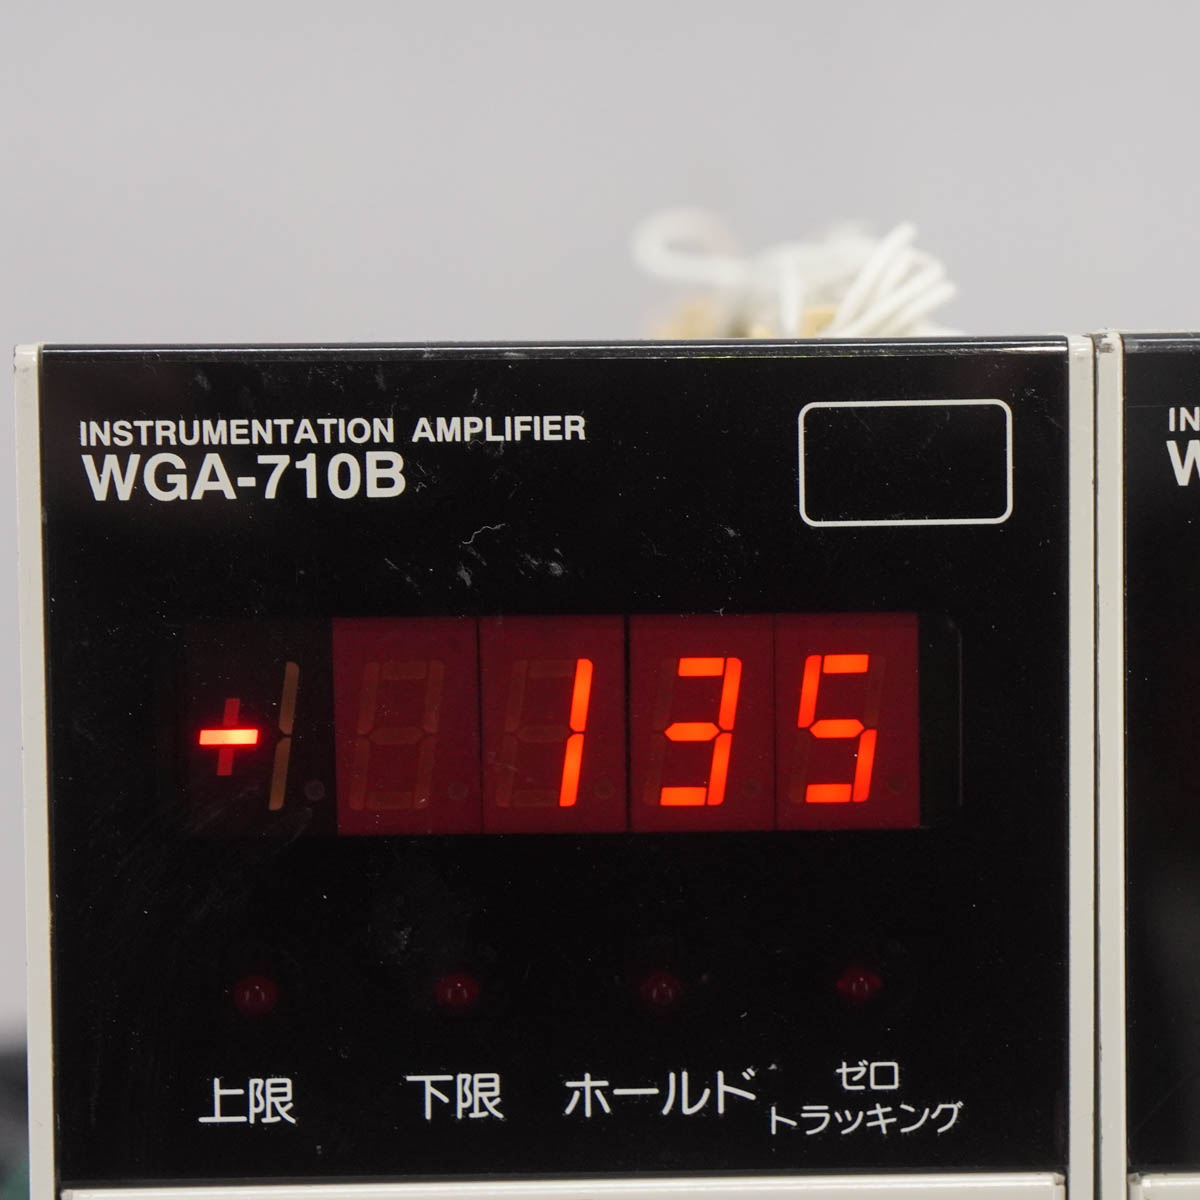 INSTRUMENTATION AMPLIFIER
WGA-710B
IN
W
-135
上限
下限
ホールド
ゼロ
トラッキング